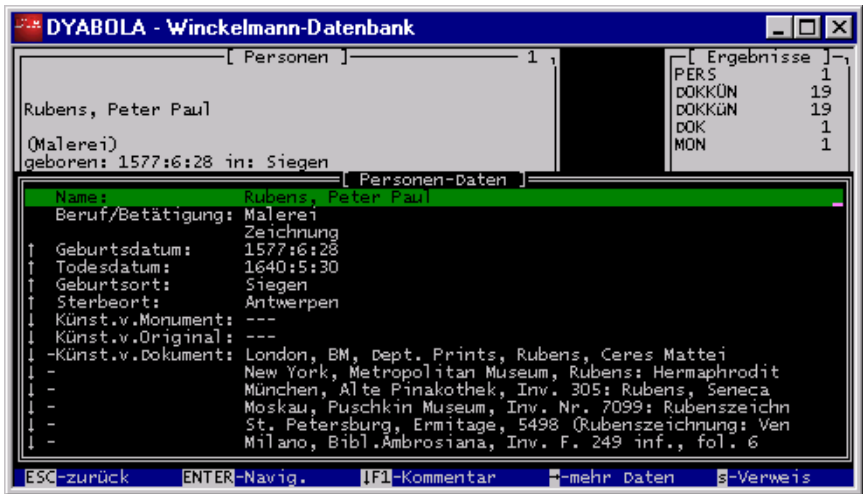 DYABOLA - Winckelmann-Datenbank
[ Personen ] 1
Rubens, Peter Paul
(Malerei)
geboren: 1577:6:28 in: Siegen
[ Ergebnisse ]
PERS 1
DOKKÜN 19
DOKKüN 19
DOK 1
MON 1
[ Personen-Daten ]
Name: Rubens, Peter Paul
Beruf/Betätigung: Malerei
Zeichnung
↑ Geburtsdatum: 1577:6:28
↑ Todesdatum: 1640:5:30
↑ Geburtsort: Siegen
↑ Sterbeort: Antwerpen
↓ Künst.v.Monument: ---
↓ Künst.v.Original: ---
↓ -Künst.v.Dokument: London, BM, Dept. Prints, Rubens, Ceres Mattei
↓ - New York, Metropolitan Museum, Rubens: Hermaphrodit
↓ - München, Alte Pinakothek, Inv. 305: Rubens, Seneca
↓ - Moskau, Puschkin Museum, Inv. Nr. 7099: Rubenszeichn
↓ - St. Petersburg, Ermitage, 5498 (Rubenszeichnung: Ven
↓ - Milano, Bibl.Ambrosiana, Inv. F. 249 inf., fol. 6
ESC-zurück ENTER-Navig. ↓F1-Kommentar →-mehr Daten s-Verweis